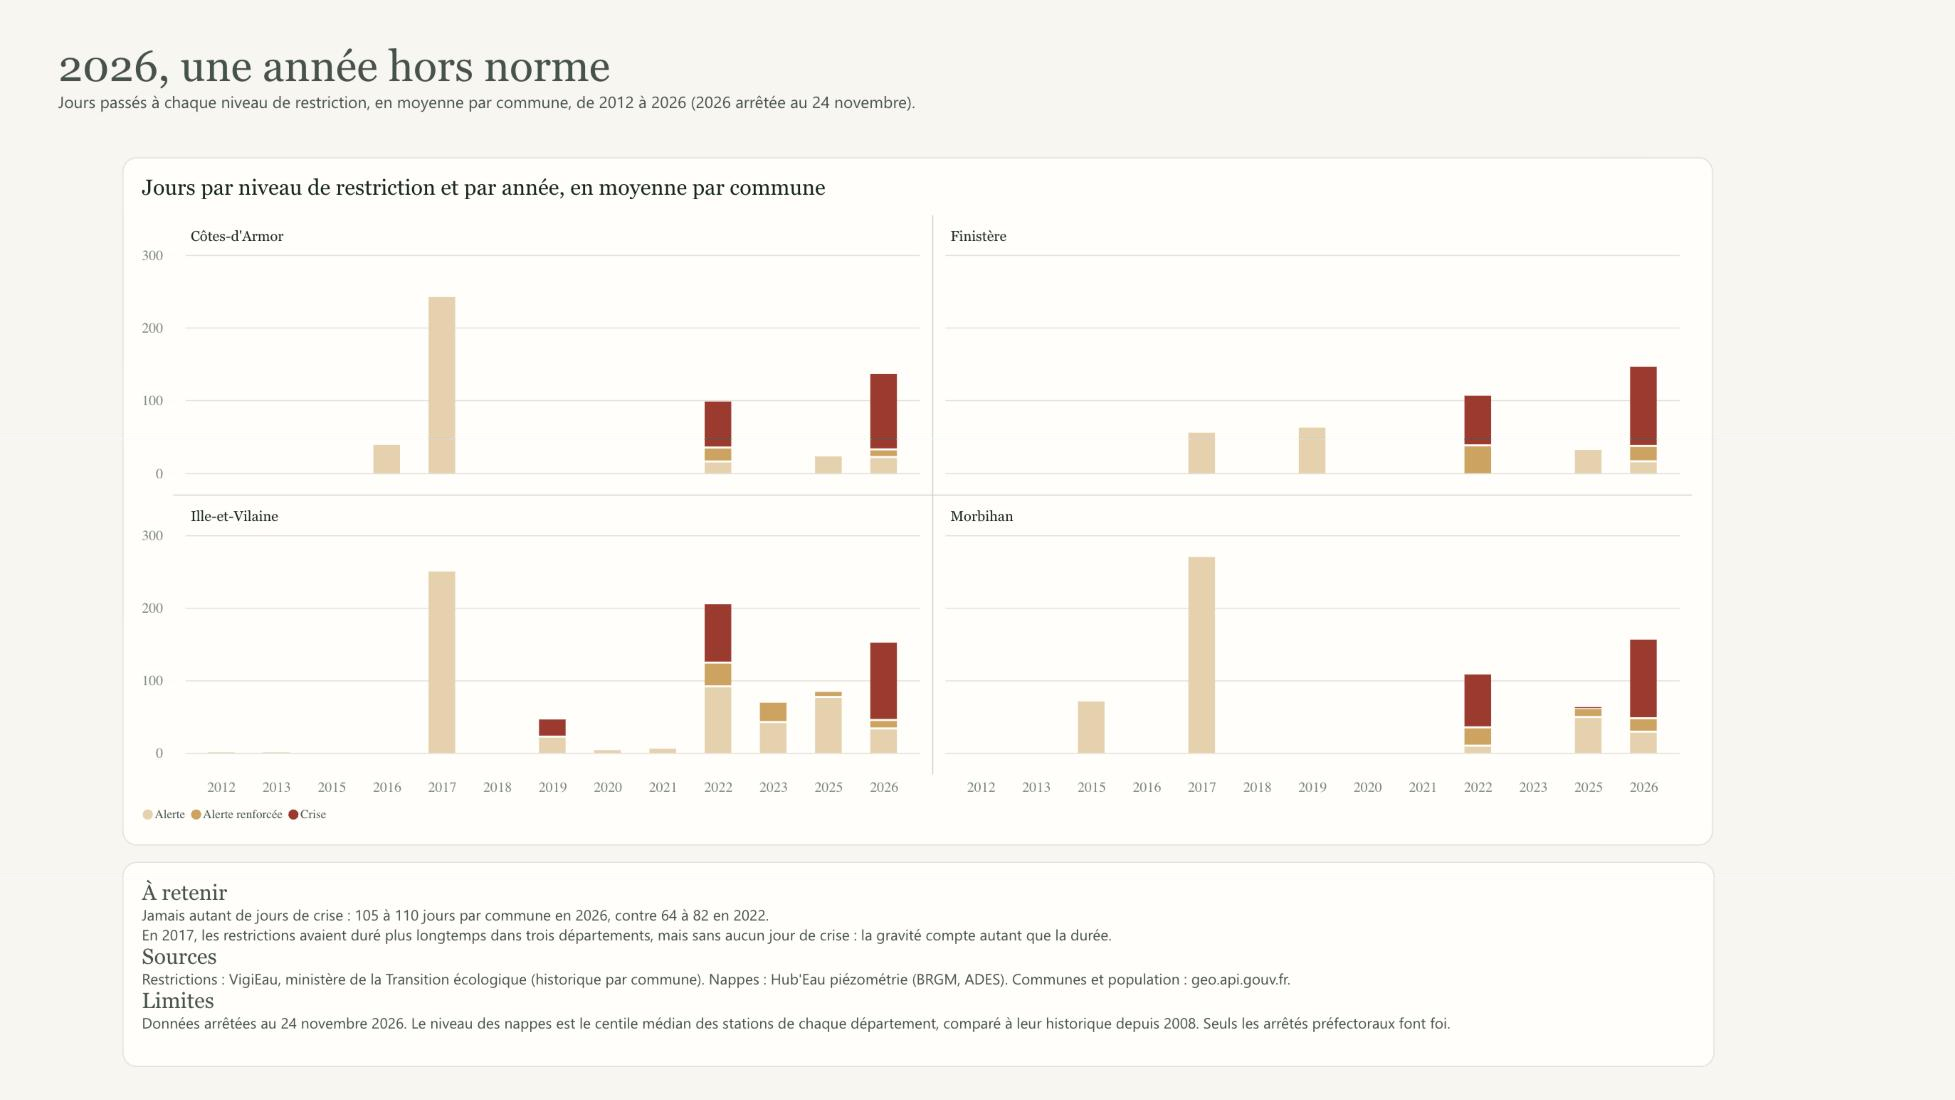 2026, une année hors norme
Jours passés à chaque niveau de restriction, en moyenne par commune, de 2012 à 2026 (2026 arrêtée au 24 novembre).
Jours par niveau de restriction et par année, en moyenne par commune
Côtes-d'Armor
Finistère
300
200
100
0
Ille-et-Vilaine
Morbihan
300
200
100
0
2012 2013 2015 2016 2017 2018 2019 2020 2021 2022 2023 2025 2026
2012 2013 2015 2016 2017 2018 2019 2020 2021 2022 2023 2025 2026
Alerte Alerte renforcée Crise
À retenir
Jamais autant de jours de crise : 105 à 110 jours par commune en 2026, contre 64 à 82 en 2022.
En 2017, les restrictions avaient duré plus longtemps dans trois départements, mais sans aucun jour de crise : la gravité compte autant que la durée.
Sources
Restrictions : VigiEau, ministère de la Transition écologique (historique par commune). Nappes : Hub'Eau piézométrie (BRGM, ADES). Communes et population : geo.api.gouv.fr.
Limites
Données arrêtées au 24 novembre 2026. Le niveau des nappes est le centile médian des stations de chaque département, comparé à leur historique depuis 2008. Seuls les arrêtés préfectoraux font foi.